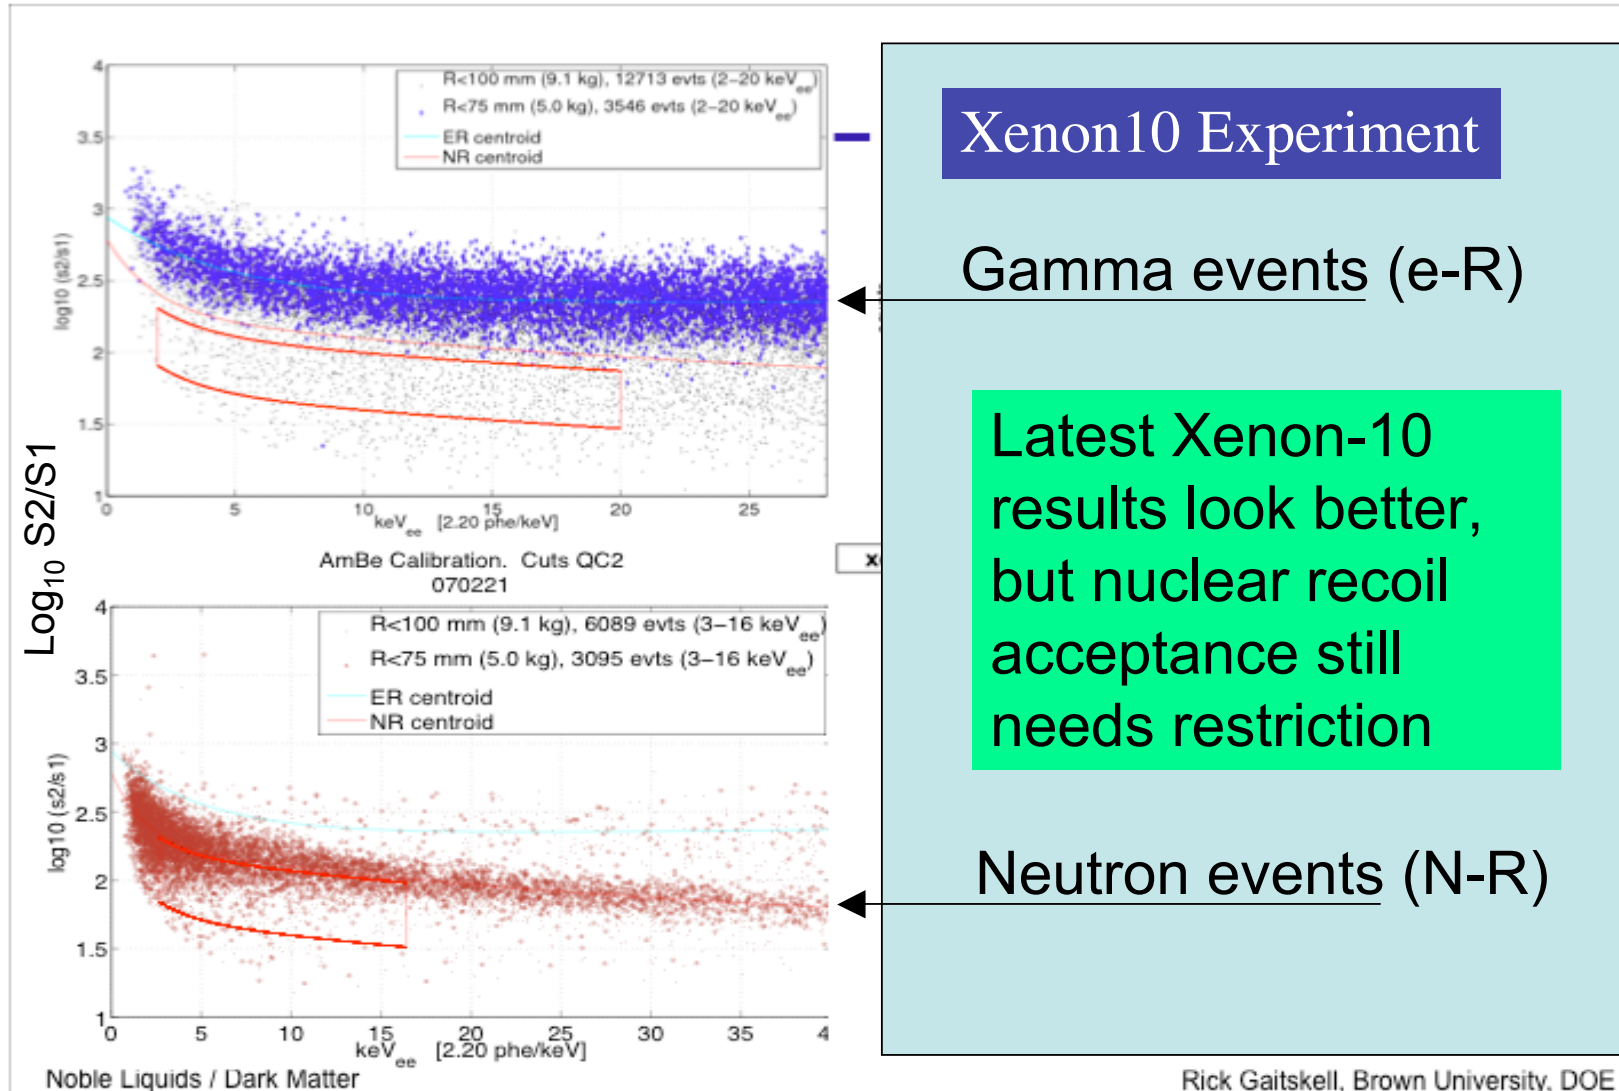 Xenon10 Experiment
Gamma events (e-R)
Latest Xenon-10
results look better,
but nuclear recoil
acceptance still
needs restriction
Neutron events (N-R)
Log10 S2/S1
R<100 mm (9.1 kg), 12713 evts (2-20 keVee)
R<75 mm (5.0 kg), 3546 evts (2-20 keVee)
ER centroid
NR centroid
log10 (s2/s1)
4
3.5
3
2.5
2
1.5
1
0 5 10 15 20 25
keVee [2.20 phe/keV]
AmBe Calibration. Cuts QC2
070221
R<100 mm (9.1 kg), 6089 evts (3-16 keVee)
R<75 mm (5.0 kg), 3095 evts (3-16 keVee)
ER centroid
NR centroid
log10 (s2/s1)
4
3.5
3
2.5
2
1.5
1
0 5 10 15 20 25 30 35 4
keVee [2.20 phe/keV]
Noble Liquids / Dark Matter
Rick Gaitskell, Brown University, DOE